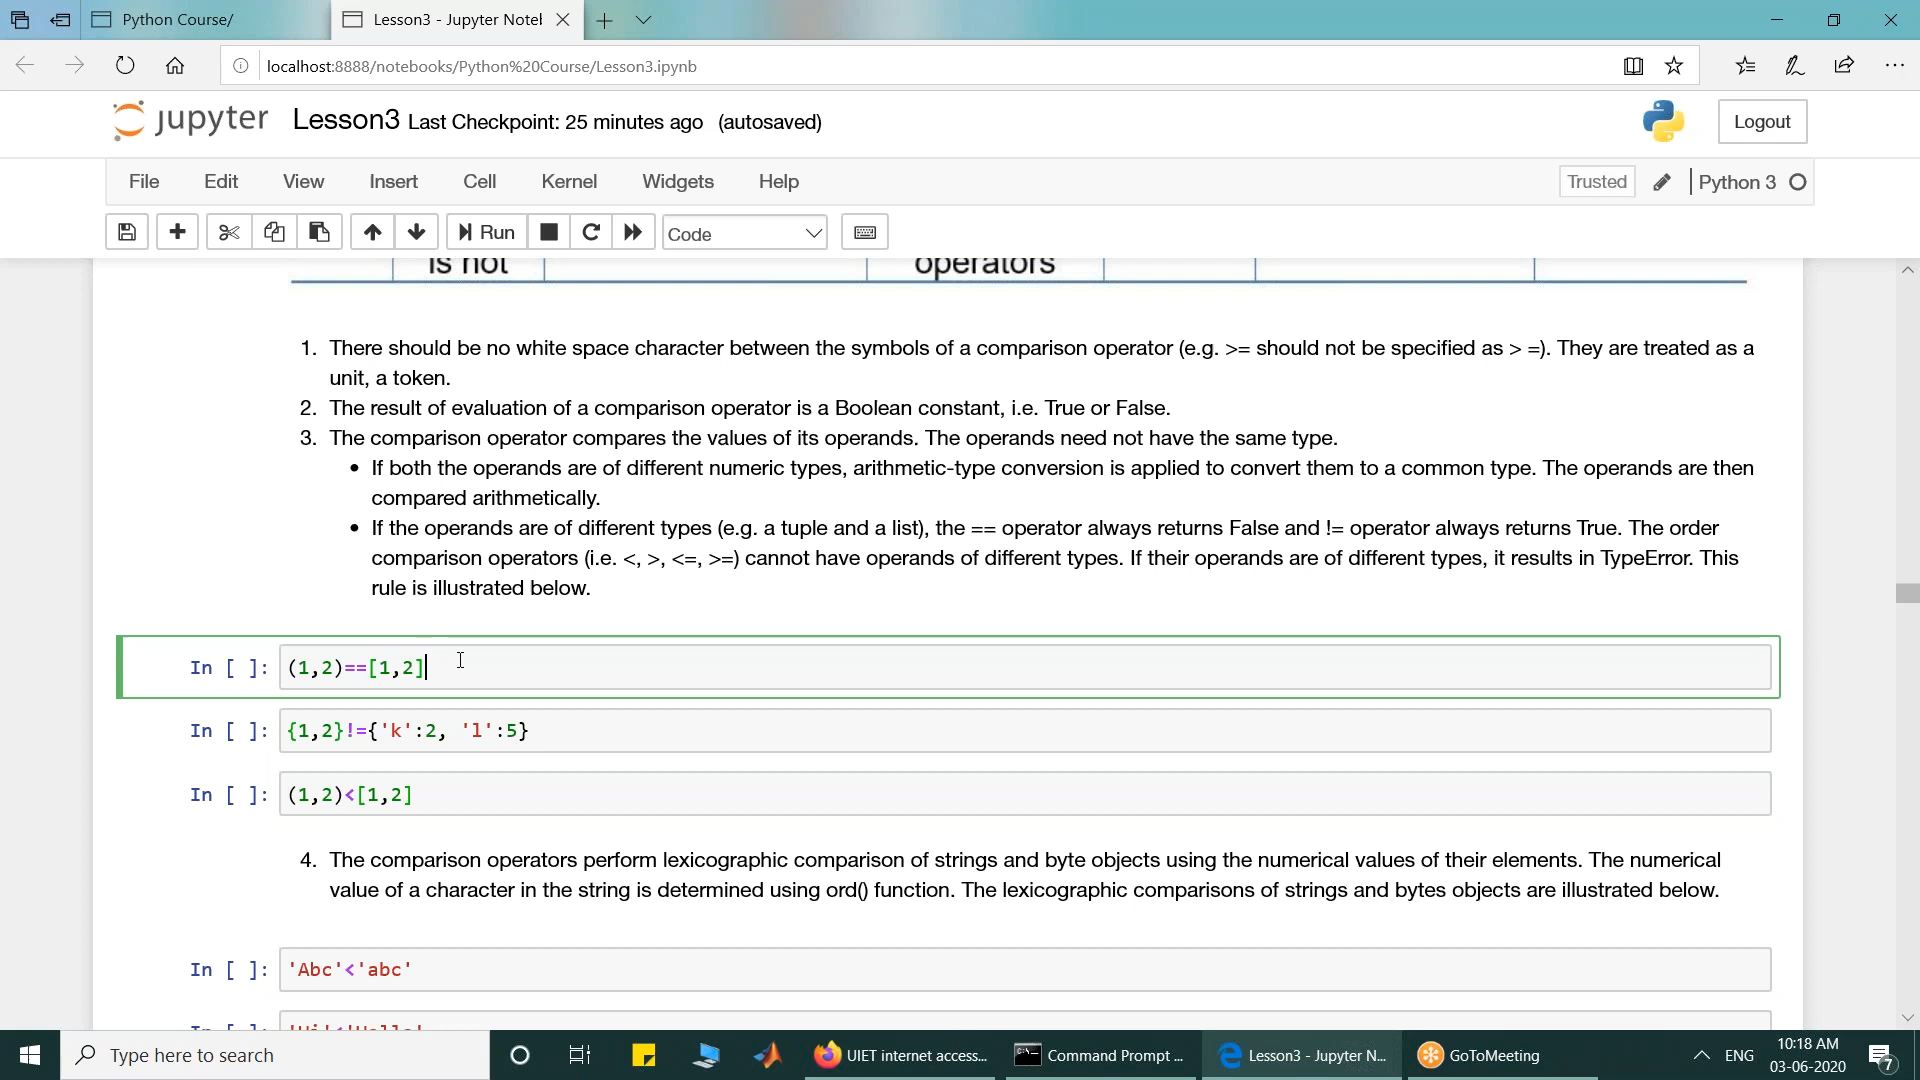 Python Course/
Lesson3 - Jupyter Notel
localhost:8888/notebooks/Python%20Course/Lesson3.ipynb
jupyter Lesson3 Last Checkpoint: 25 minutes ago (autosaved)
Logout
File Edit View Insert Cell Kernel Widgets Help
Trusted Python 3
Run Code
is not operators
1. There should be no white space character between the symbols of a comparison operator (e.g. >= should not be specified as > =). They are treated as a
unit, a token.
2. The result of evaluation of a comparison operator is a Boolean constant, i.e. True or False.
3. The comparison operator compares the values of its operands. The operands need not have the same type.
• If both the operands are of different numeric types, arithmetic-type conversion is applied to convert them to a common type. The operands are then
compared arithmetically.
• If the operands are of different types (e.g. a tuple and a list), the == operator always returns False and != operator always returns True. The order
comparison operators (i.e. <, >, <=, >=) cannot have operands of different types. If their operands are of different types, it results in TypeError. This
rule is illustrated below.
In [ ]: (1,2)==[1,2]
In [ ]: {1,2}!={'k':2, 'l':5}
In [ ]: (1,2)<[1,2]
4. The comparison operators perform lexicographic comparison of strings and byte objects using the numerical values of their elements. The numerical
value of a character in the string is determined using ord() function. The lexicographic comparisons of strings and bytes objects are illustrated below.
In [ ]: 'Abc'<'abc'
Type here to search
UIET internet access...
Command Prompt ...
Lesson3 - Jupyter N...
GoToMeeting
ENG
10:18 AM
03-06-2020
7